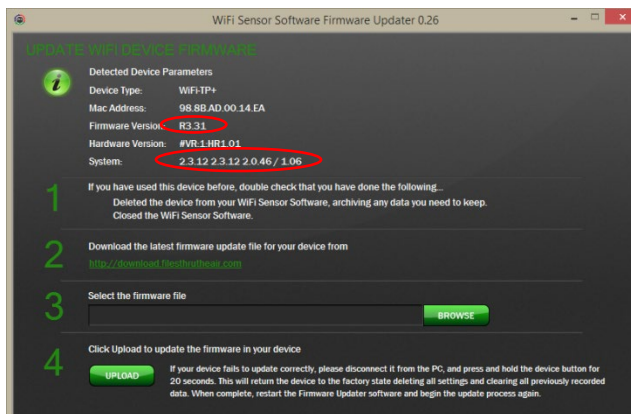 WiFi Sensor Software Firmware Updater 0.26
UPDATE WIFI DEVICE FIRMWARE
i
Detected Device Parameters
Device Type: WiFi-TP+
Mac Address: 98.8B.AD.00.14.EA
Firmware Version: R3.31
Hardware Version: #VR:1-HR1.01
System: 2.3.12 2.3.12 2.0.46 / 1.06
1
If you have used this device before, double check that you have done the following...
Deleted the device from your WiFi Sensor Software, archiving any data you need to keep.
Closed the WiFi Sensor Software.
2
Download the latest firmware update file for your device from
http://download.filesthrutheair.com
3
Select the firmware file
BROWSE
4
Click Upload to update the firmware in your device
UPLOAD
If your device fails to update correctly, please disconnect it from the PC, and press and hold the device button for
20 seconds. This will return the device to the factory state deleting all settings and clearing all previously recorded
data. When complete, restart the Firmware Updater software and begin the update process again.